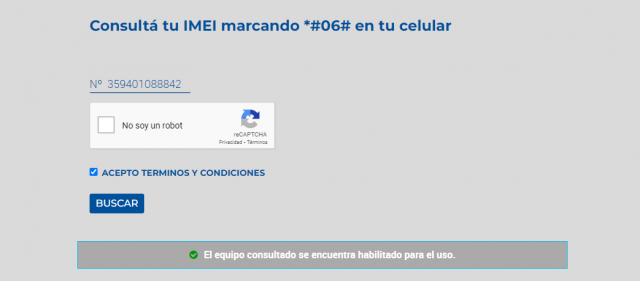 Consultá tu IMEI marcando *#06# en tu celular
Nº 359401088842
No soy un robot
reCAPTCHA
Privacidad - Términos
ACEPTO TERMINOS Y CONDICIONES
BUSCAR
El equipo consultado se encuentra habilitado para el uso.